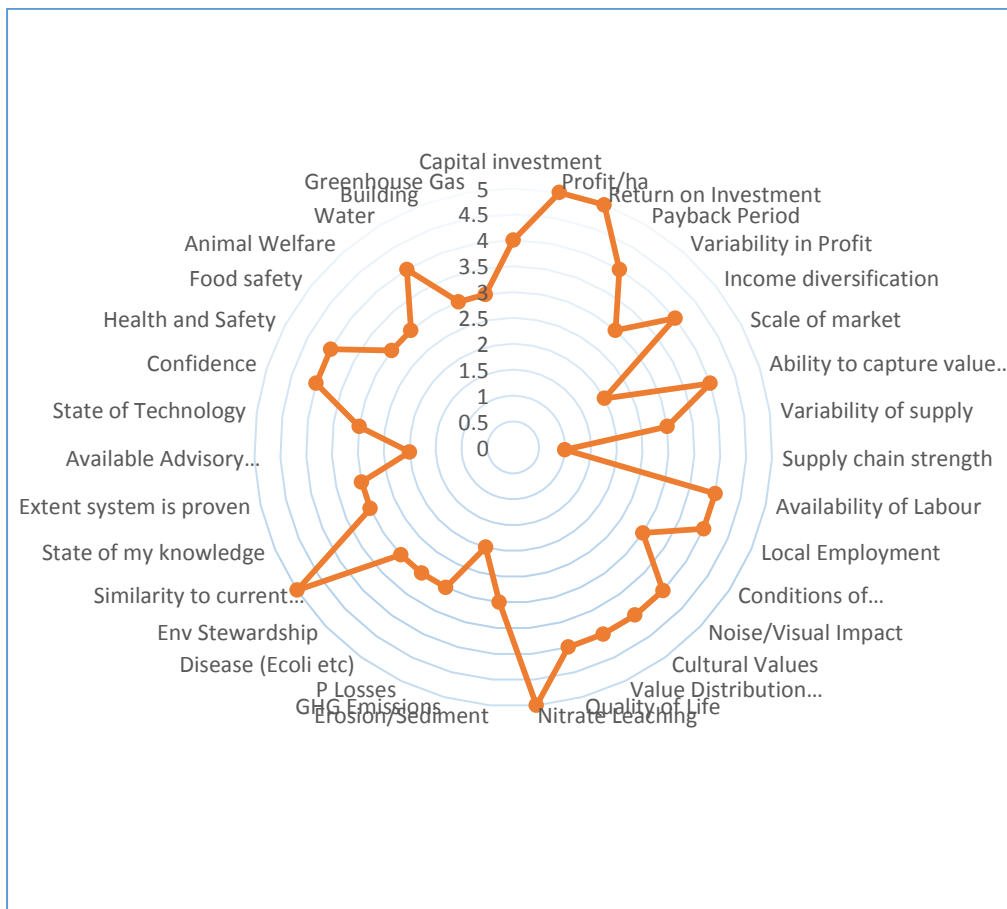 Capital investment
Profit/ha
Return on Investment
Payback Period
Variability in Profit
Income diversification
Scale of market
Ability to capture value…
Variability of supply
Supply chain strength
Availability of Labour
Local Employment
Conditions of…
Noise/Visual Impact
Cultural Values
Value Distribution…
Quality of Life
Nitrate Leaching
Erosion/Sediment
GHG Emissions
P Losses
Disease (Ecoli etc)
Env Stewardship
Similarity to current…
State of my knowledge
Extent system is proven
Available Advisory…
State of Technology
Confidence
Health and Safety
Food safety
Animal Welfare
Water
Building
Greenhouse Gas
5
4.5
4
3.5
3
2.5
2
1.5
1
0.5
0